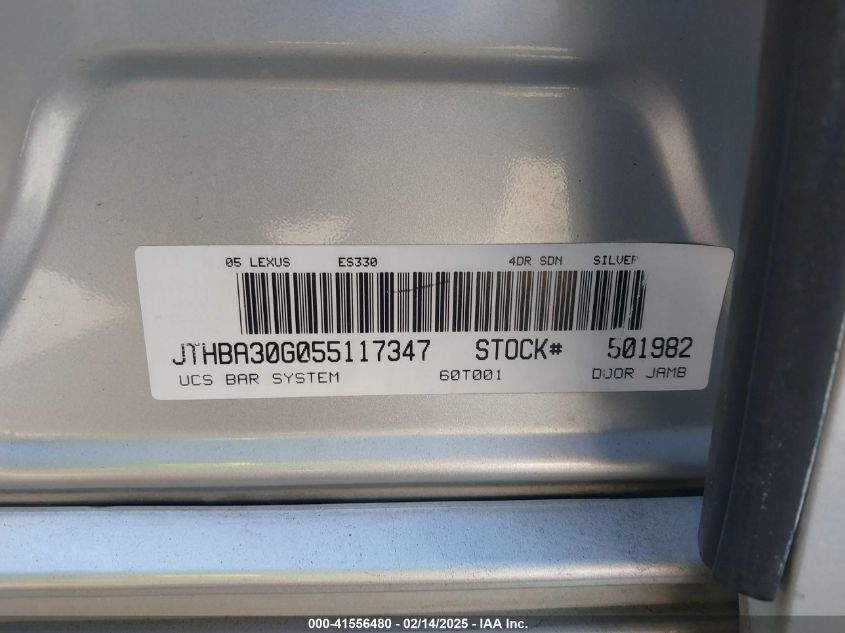 05 LEXUS ES330 4DR SDN SILVER
JTHBA30G055117347 STOCK# 501982
UCS BAR SYSTEM 60T001 DOOR JAMB
000-41556480 - 02/14/2025 - IAA Inc.